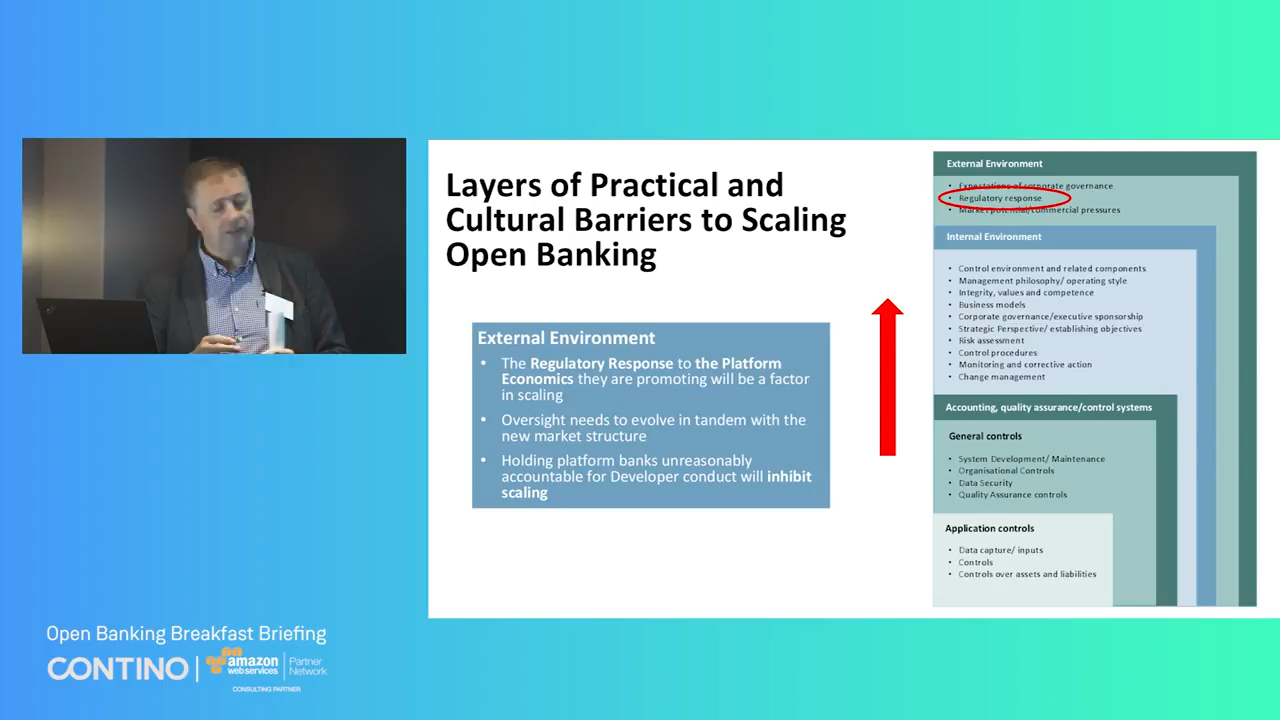 Layers of Practical and
Cultural Barriers to Scaling
Open Banking
External Environment
• The Regulatory Response to the Platform
Economics they are promoting will be a factor
in scaling
• Oversight needs to evolve in tandem with the
new market structure
• Holding platform banks unreasonably
accountable for Developer conduct will inhibit
scaling
External Environment
• Expectations of corporate governance
• Regulatory response
• Market potential/commercial pressures
Internal Environment
• Control environment and related components
• Management philosophy/ operating style
• Integrity, values and competence
• Business models
• Corporate governance/executive sponsorship
• Strategic Perspective/ establishing objectives
• Risk assessment
• Control procedures
• Monitoring and corrective action
• Change management
Accounting, quality assurance/control systems
General controls
• System Development/ Maintenance
• Organisational Controls
• Data Security
• Quality Assurance controls
Application controls
• Data capture/ inputs
• Controls
• Controls over assets and liabilities
Open Banking Breakfast Briefing
CONTINO
amazon
web services
Partner
Network
CONSULTING PARTNER